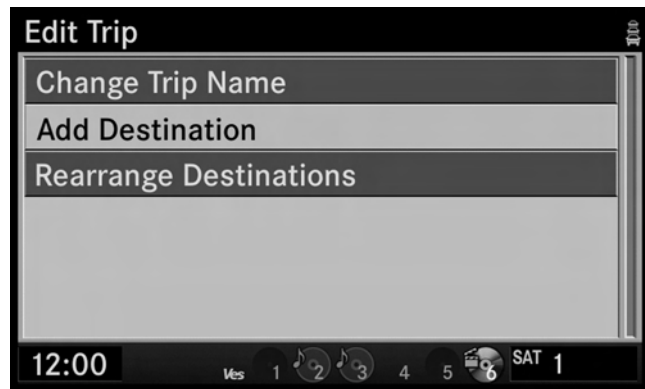 Edit Trip
Change Trip Name
Add Destination
Rearrange Destinations
12:00 Ves 1 2 3 4 5 6 SAT 1